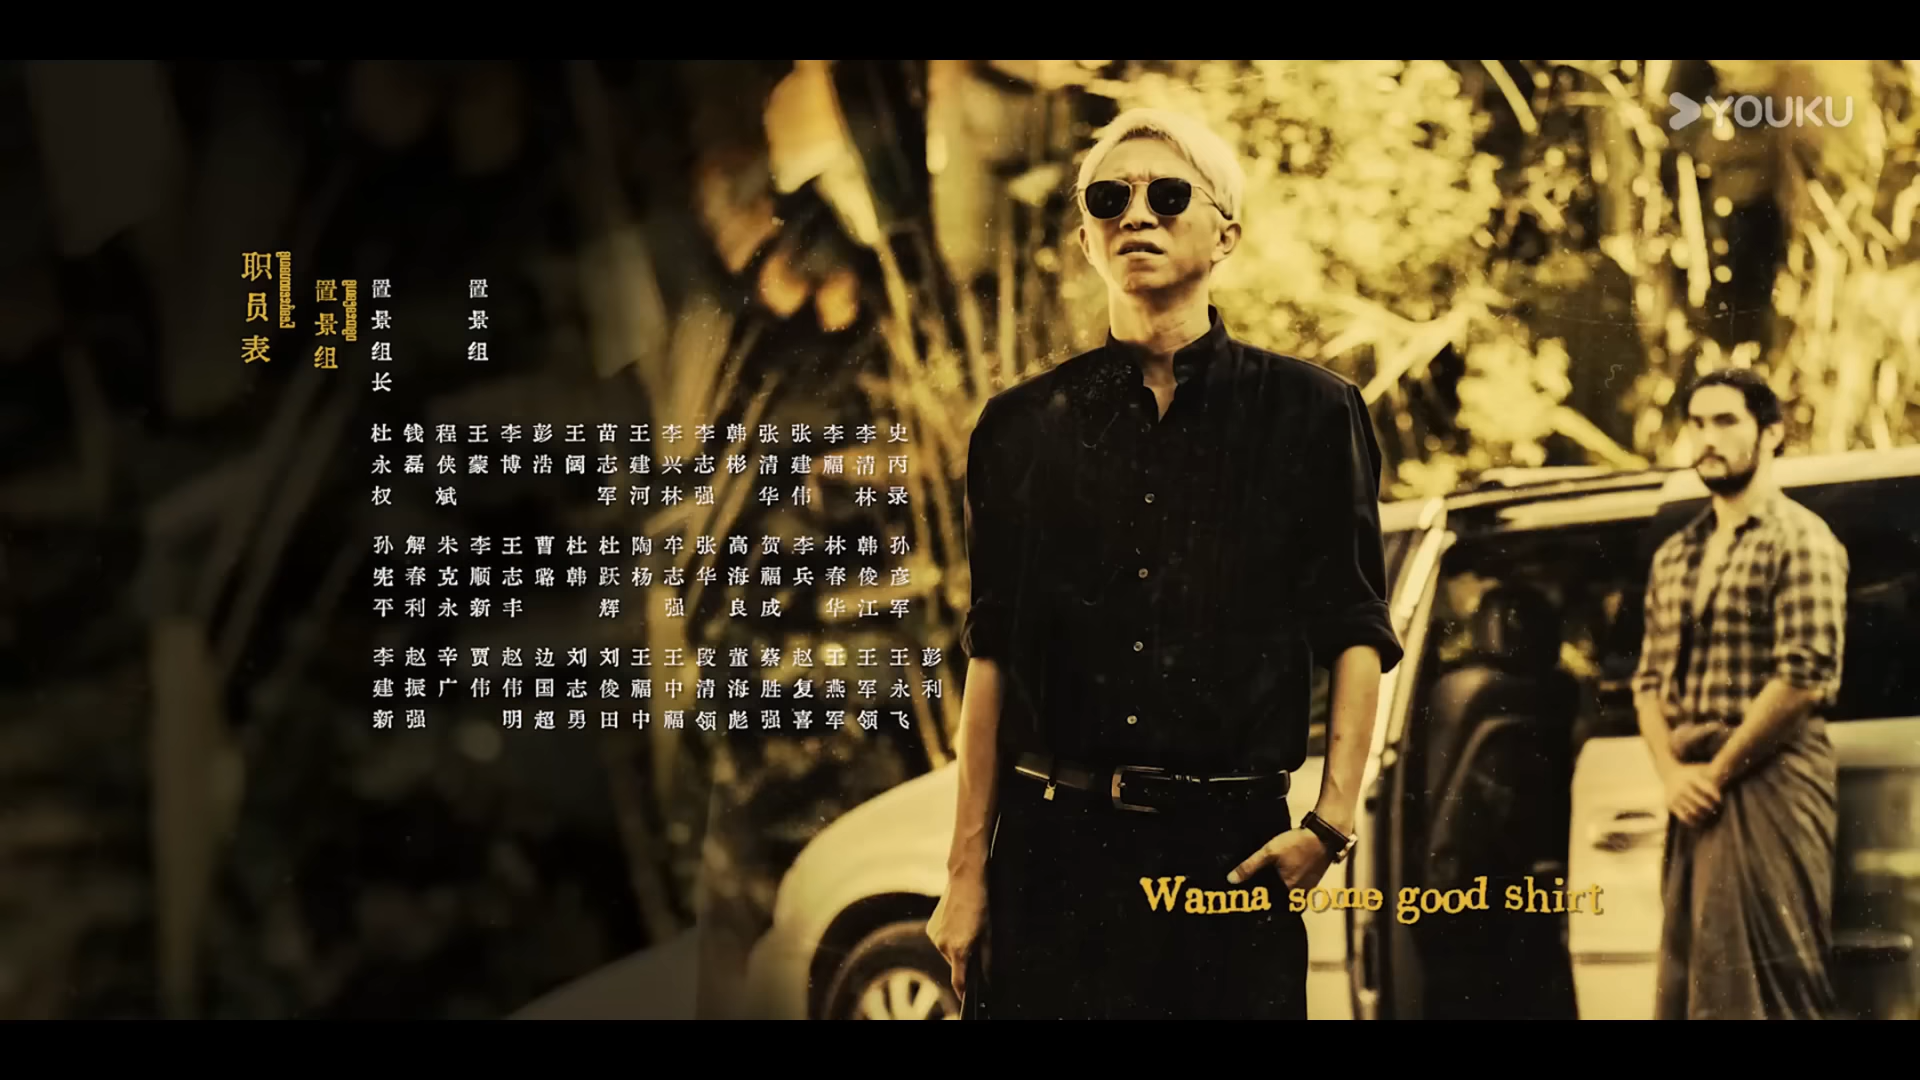 YOUKU
职员表
置景组
置景组长
置景组
杜永权
钱磊
程侠斌
王蒙
李博
彭浩
王阔
苗志军
王建河
李兴林
李志强
韩彬
张清华
张建伟
李福
李清林
史丙录
孙宪平
解春利
朱克永
李顺新
王志丰
曹璐
杜韩
杜跃辉
陶杨
牟志强
张华
高海良
贺福成
李兵
林春华
韩俊江
孙彦军
李建新
赵振强
辛广
贾伟
赵伟明
边国超
刘志勇
刘俊田
王福中
王中福
段清领
董海彪
蔡胜强
赵复喜
王燕军
王军领
王永飞
彭利
Wanna some good shirt